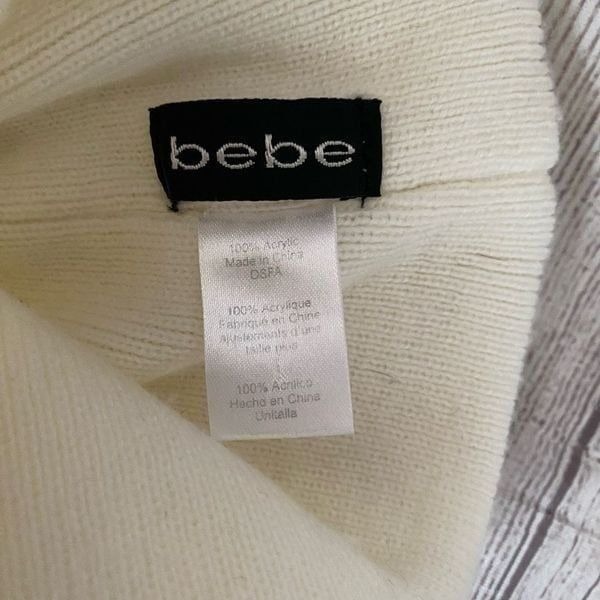 bebe
100% Acrylic
Made in China
OSFA
100% Acrylique
Fabriqué en Chine
ajustements d'une
taille plus
100% Acrilico
Hecho en China
Unitalla